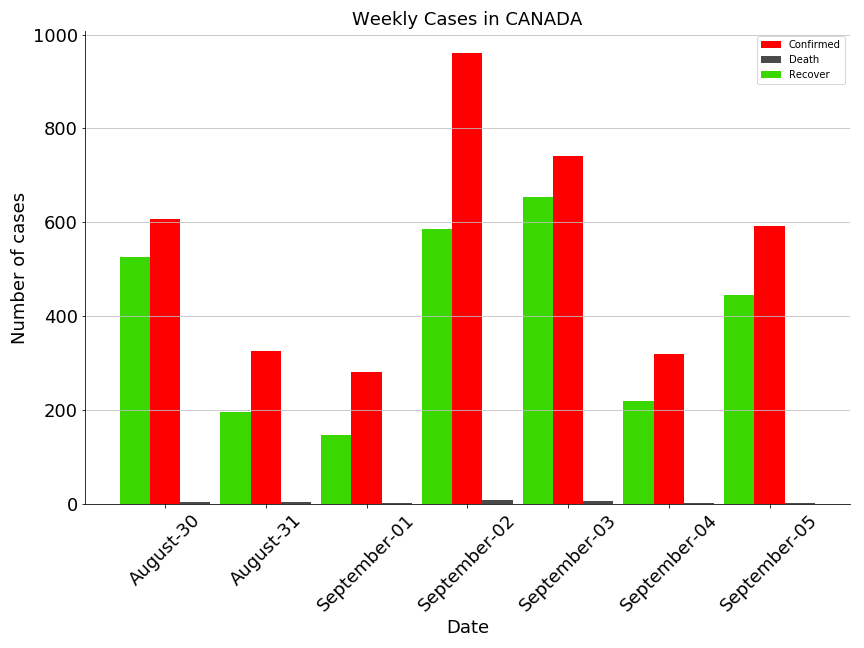 Weekly Cases in CANADA
Confirmed
Death
Recover
Number of cases
1000
800
600
400
200
0
August-30
August-31
September-01
September-02
September-03
September-04
September-05
Date